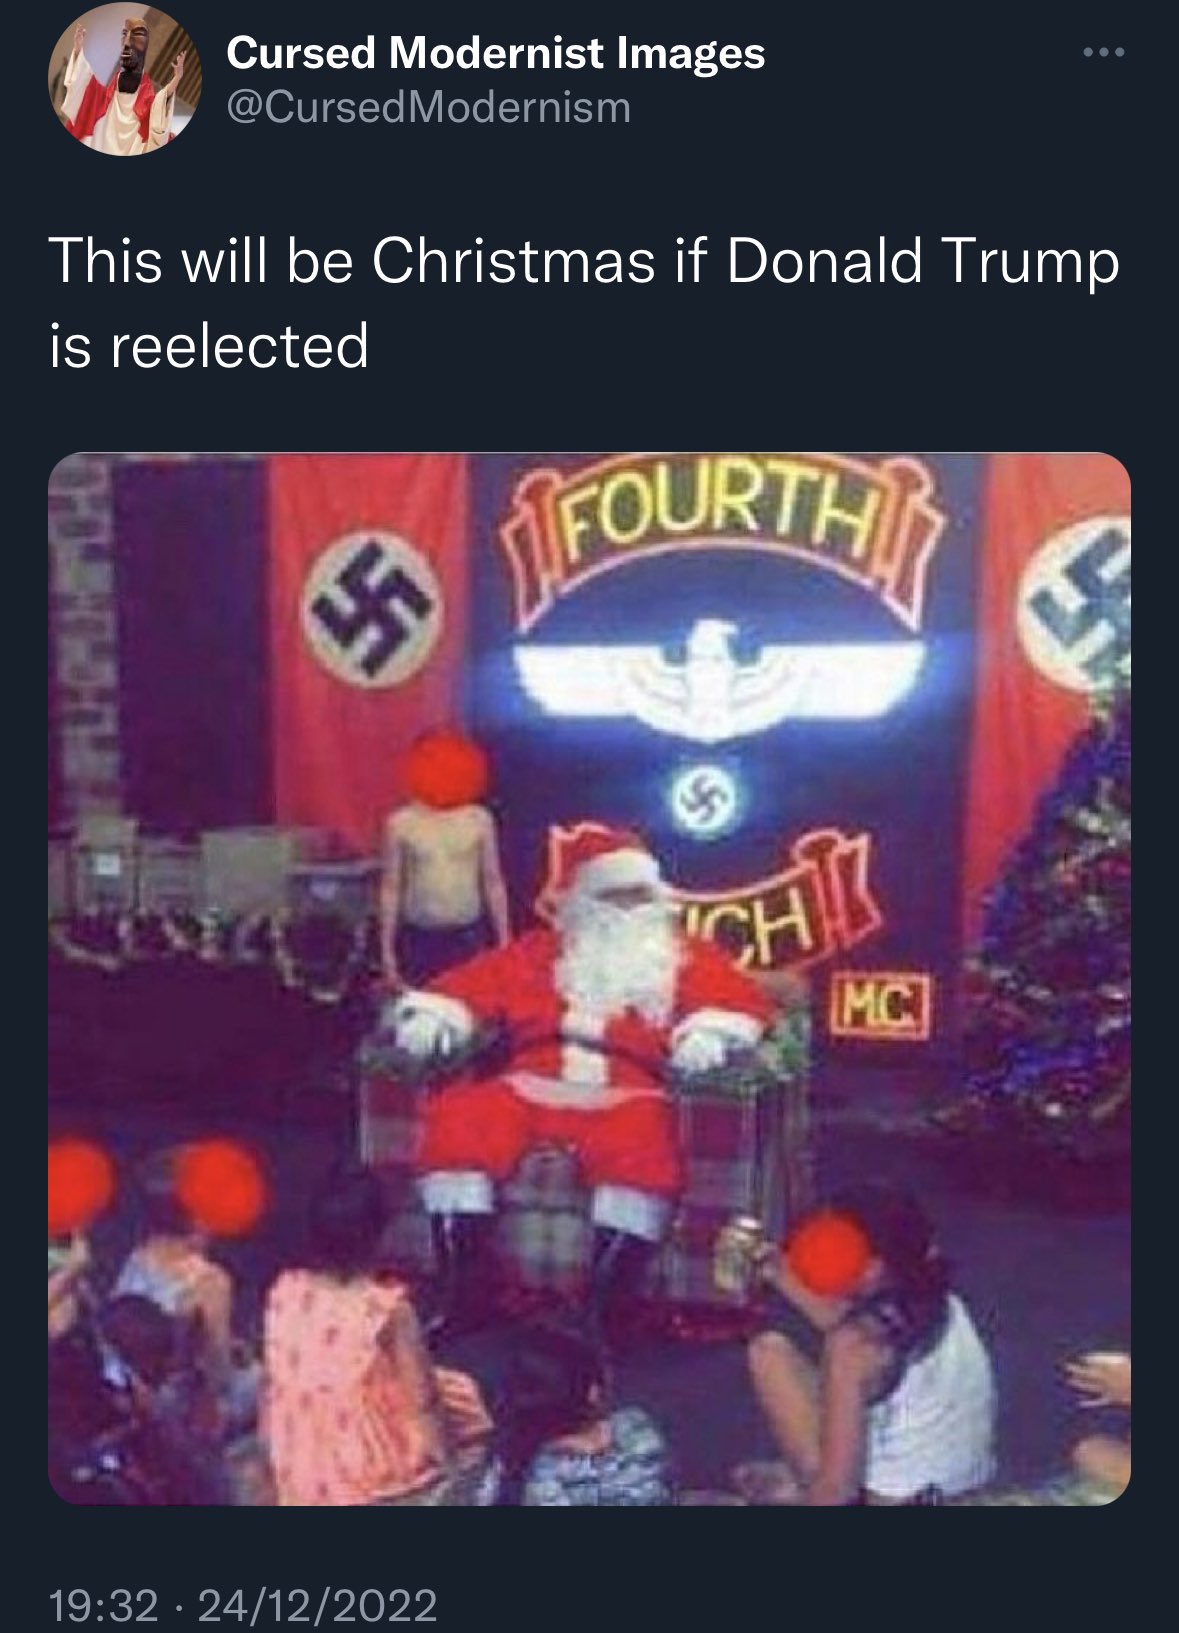 Cursed Modernist Images
@CursedModernism
This will be Christmas if Donald Trump
is reelected
FOURTH
ICH
MC
19:32 · 24/12/2022